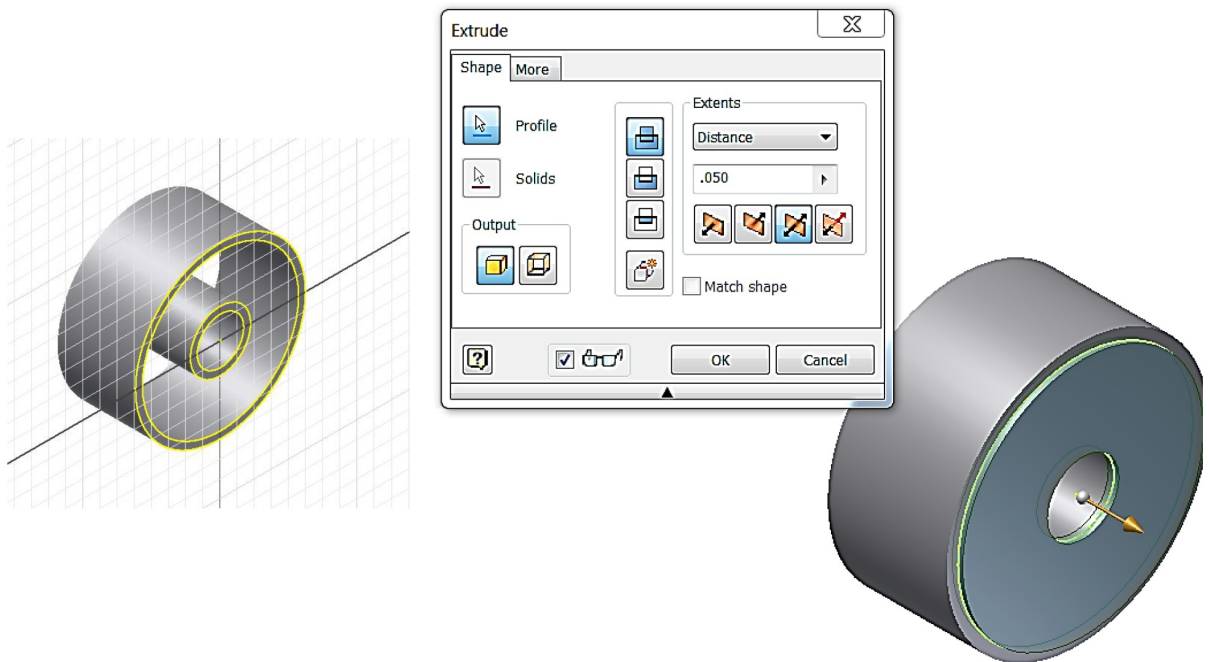 Extrude
Shape More
Extents
Profile
Distance
Solids
.050
Output
Match shape
?
OK Cancel